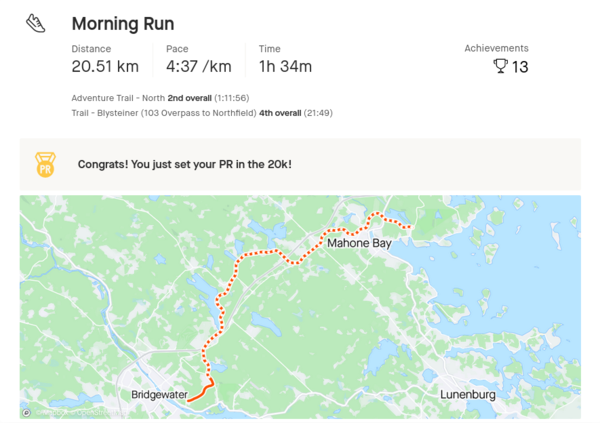 Morning Run
Distance Pace Time Achievements
20.51 km 4:37 /km 1h 34m 13
Adventure Trail - North 2nd overall (1:11:56)
Trail - Blysteiner (103 Overpass to Northfield) 4th overall (21:49)
PR Congrats! You just set your PR in the 20k!
Mahone Bay
Bridgewater
Lunenburg